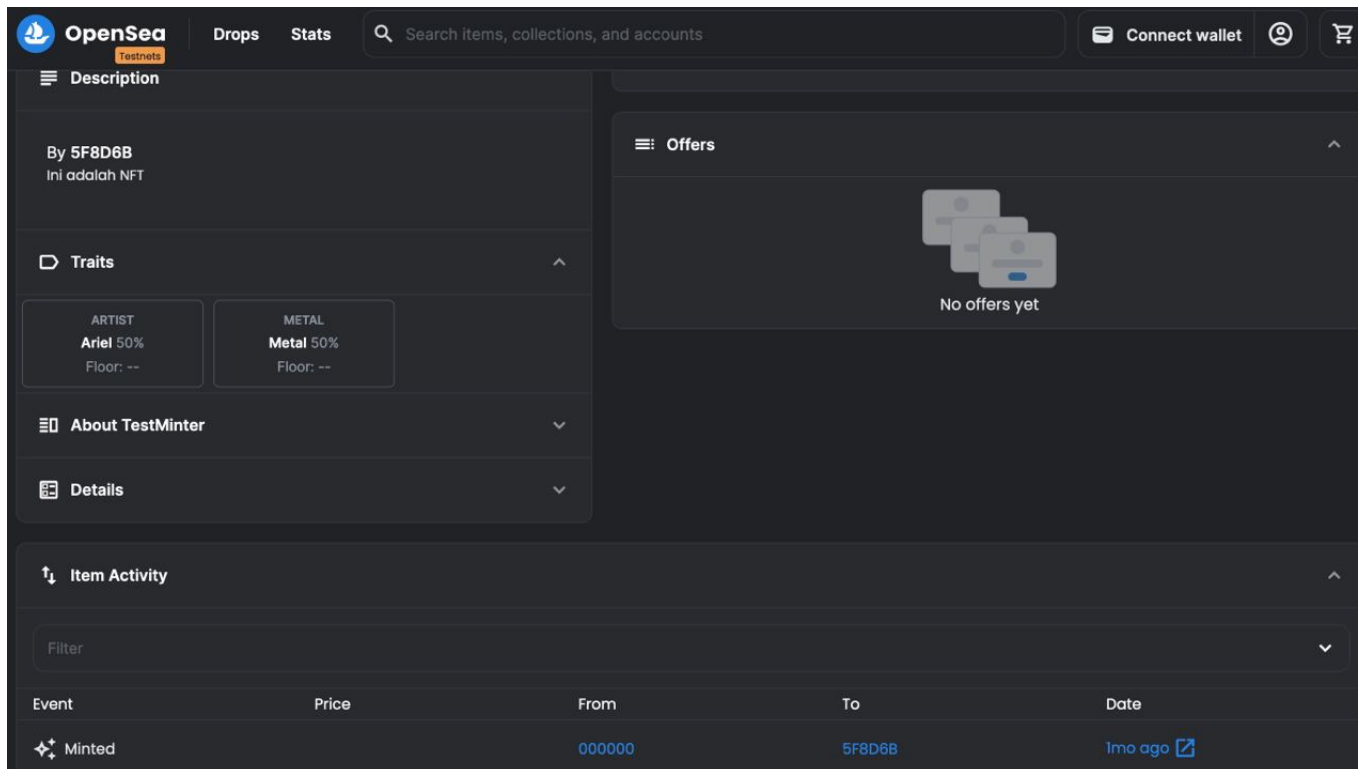 OpenSea
Testnets
Drops
Stats
Search items, collections, and accounts
Connect wallet
Description
By 5F8D6B
Ini adalah NFT
Traits
ARTIST
Ariel 50%
Floor: --
METAL
Metal 50%
Floor: --
About TestMinter
Details
Offers
No offers yet
Item Activity
Filter
Event Price From To Date
Minted 000000 5F8D6B 1mo ago